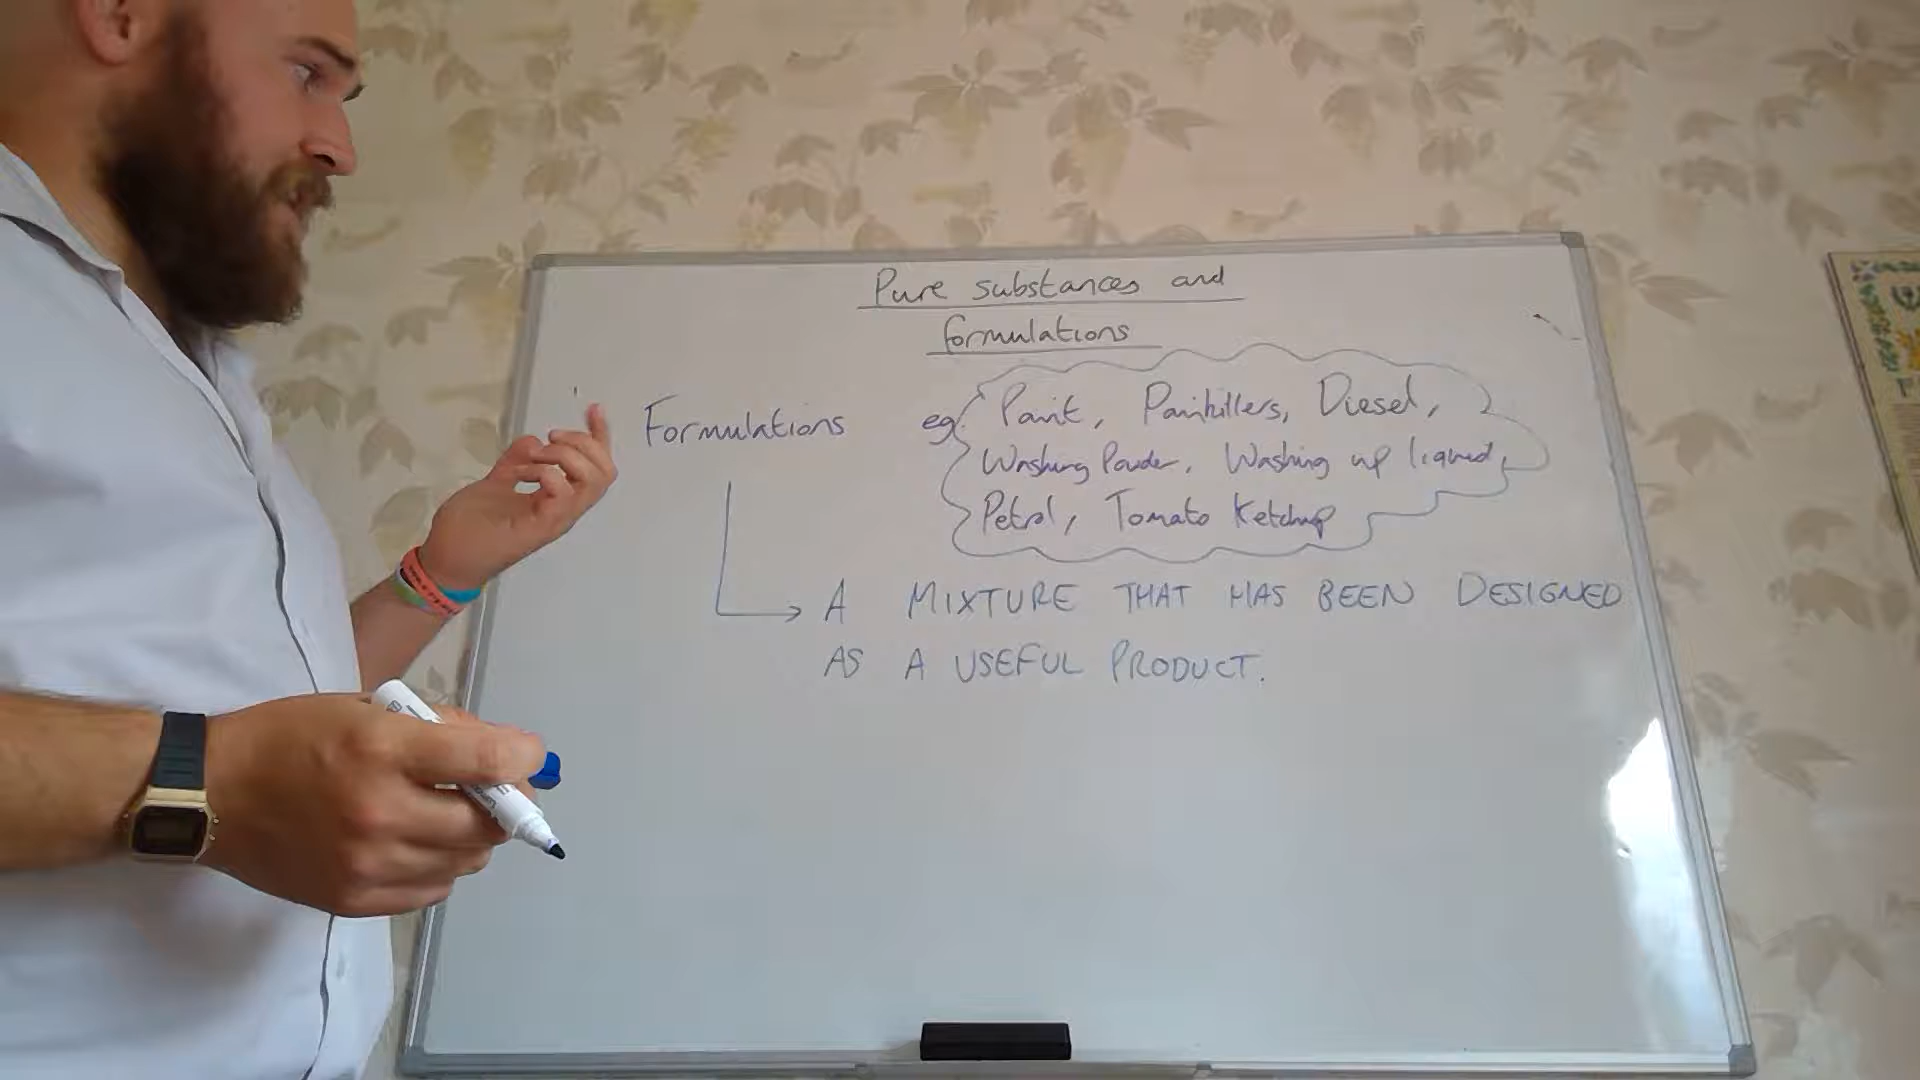 Pure substances and
formulations
Formulations eg. Paint, Painkillers, Diesel,
Washing Powder, Washing up liquid,
Petrol, Tomato Ketchup
A MIXTURE THAT HAS BEEN DESIGNED
AS A USEFUL PRODUCT.